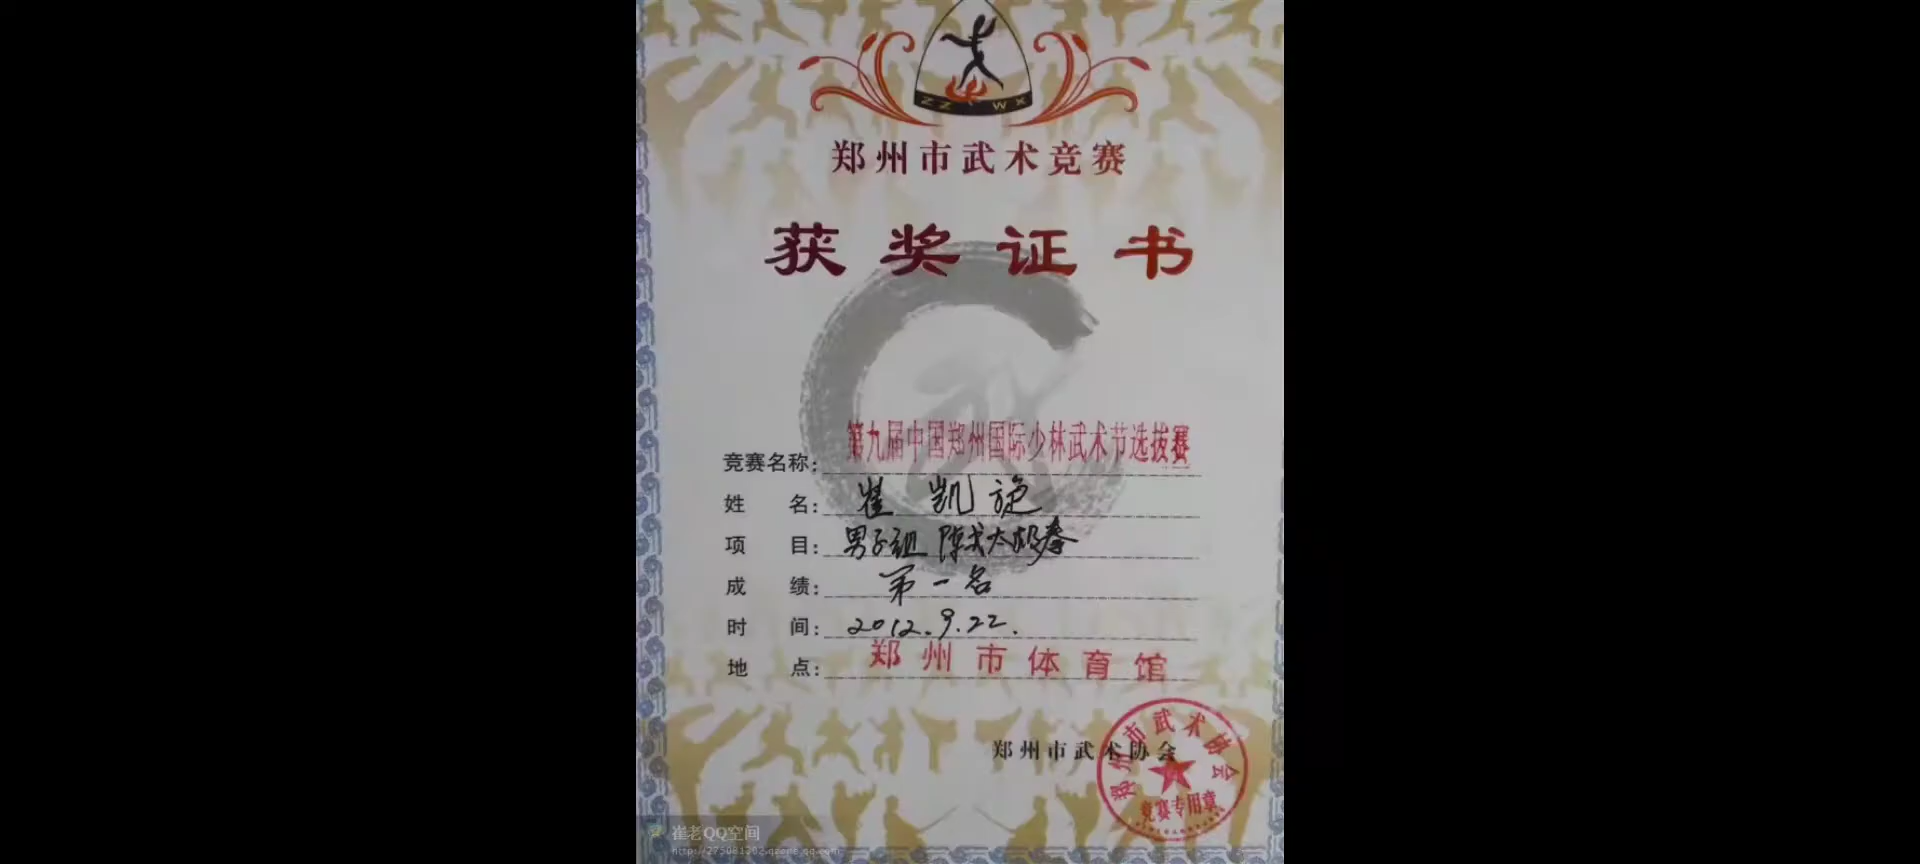 ZZ WX
郑州市武术竞赛
获奖证书
竞赛名称: 第九届中国郑州国际少林武术节选拔赛
姓 名: 崔凯旋
项 目: 男子组 陈式太极拳
成 绩: 第一名
时 间: 2012.9.22.
地 点: 郑州市体育馆
郑州市武术协会
郑州市武术协会
竞赛专用章
崔老QQ空间